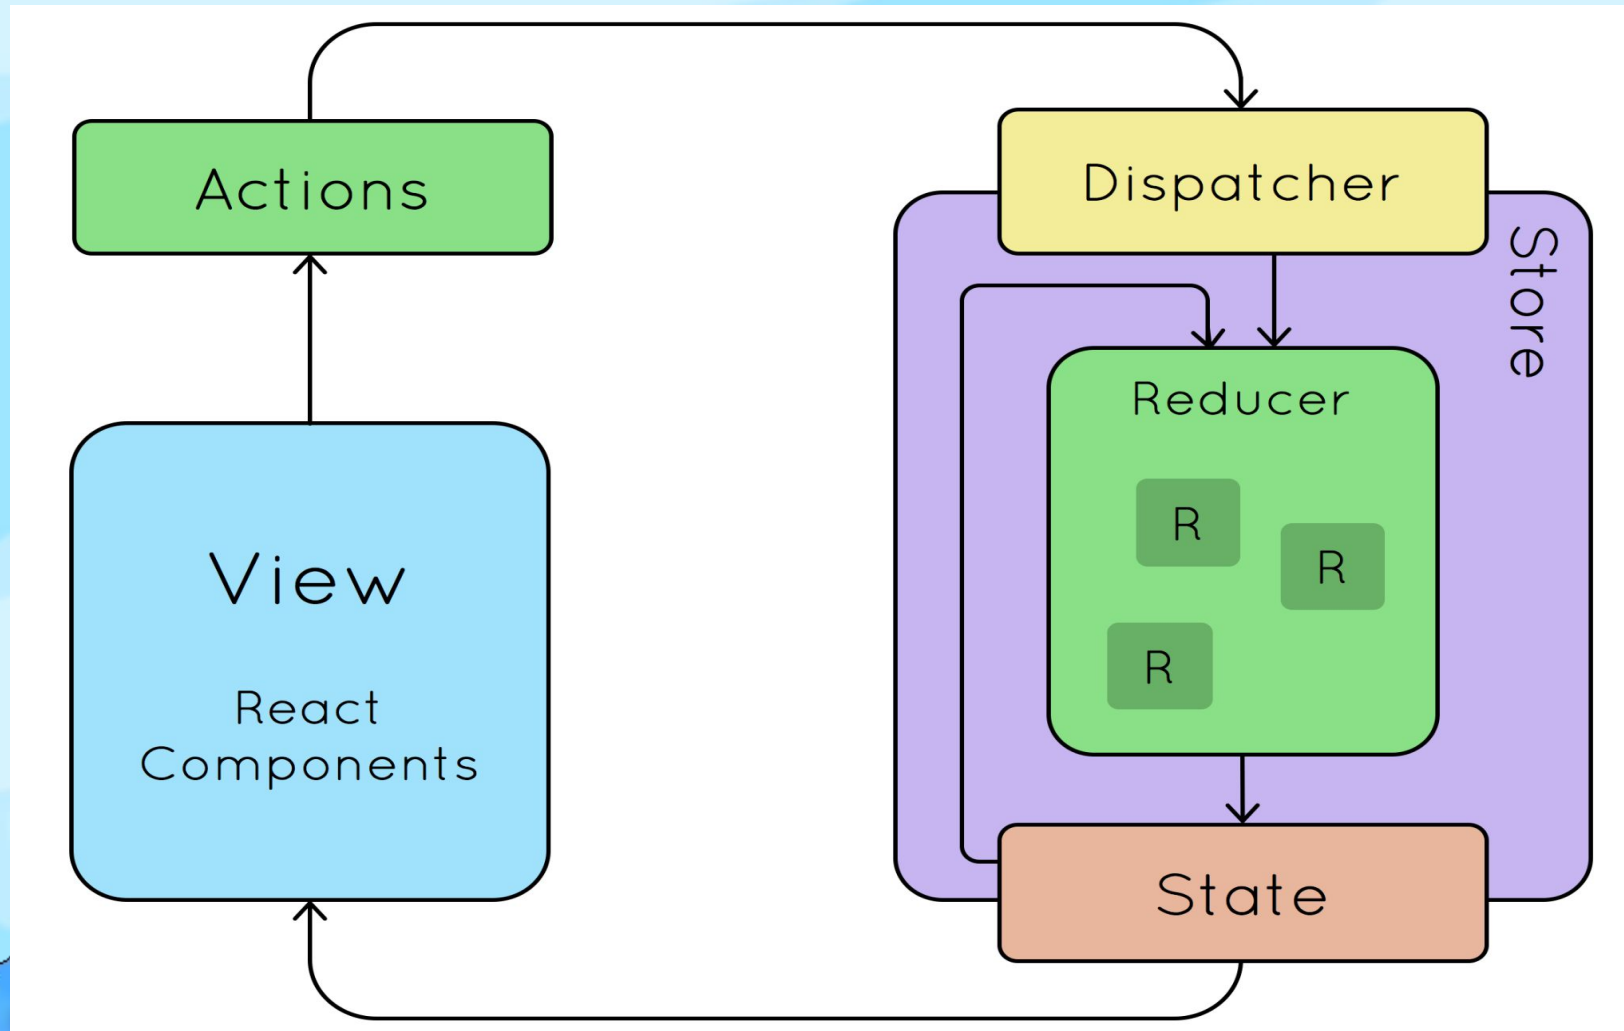 Actions
Dispatcher
Store
Reducer
R
R
R
View
React
Components
State